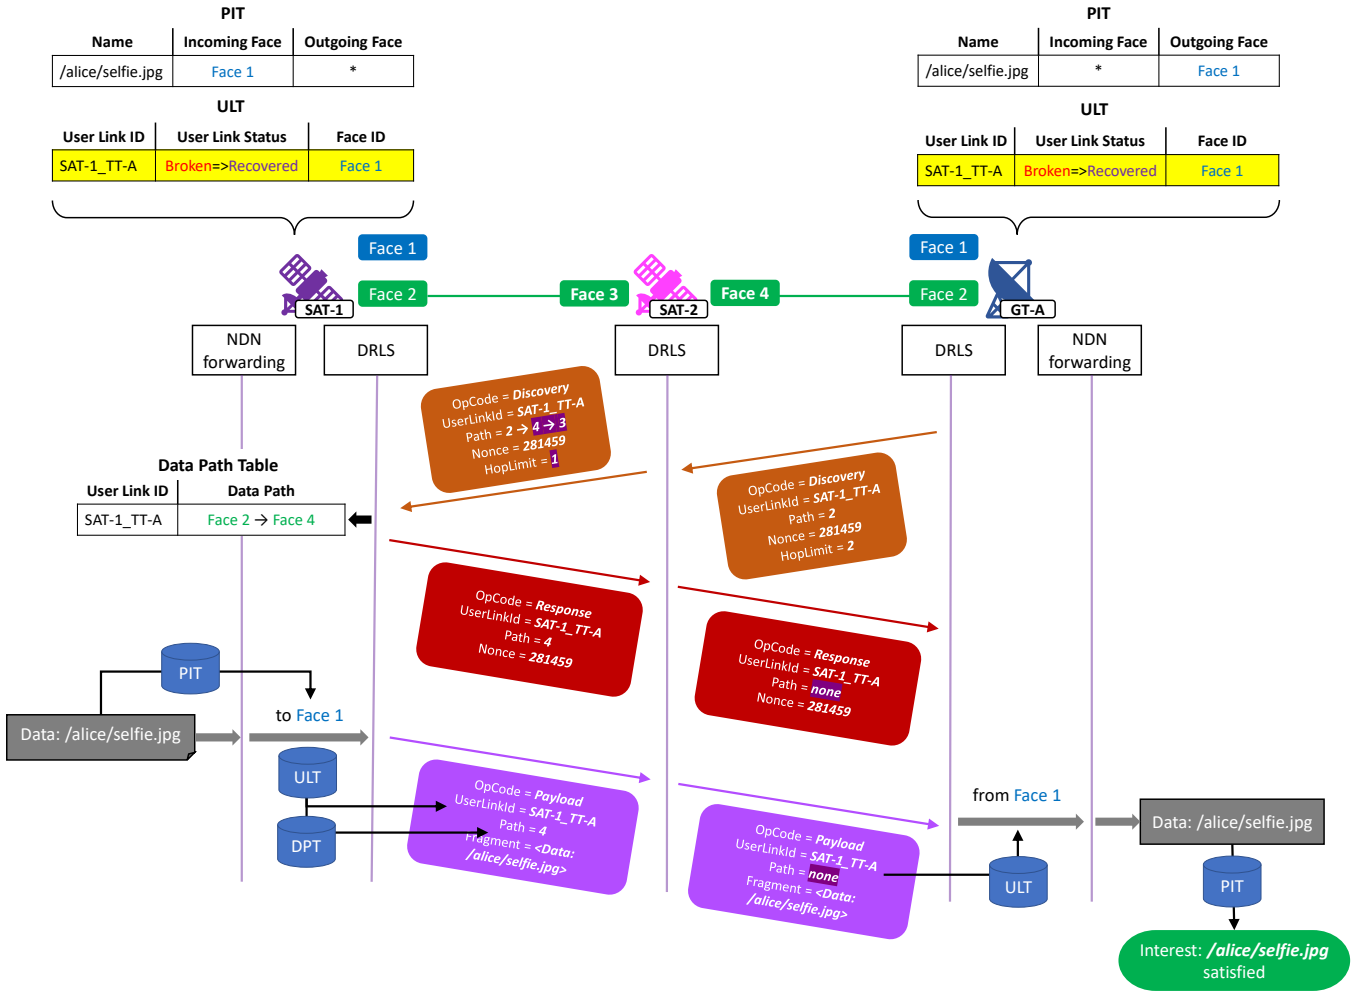 PIT
Name Incoming Face Outgoing Face
/alice/selfie.jpg Face 1 *
ULT
User Link ID User Link Status Face ID
SAT-1_TT-A Broken=>Recovered Face 1
PIT
Name Incoming Face Outgoing Face
/alice/selfie.jpg * Face 1
ULT
User Link ID User Link Status Face ID
SAT-1_TT-A Broken=>Recovered Face 1
Face 1
Face 2
SAT-1
Face 3
SAT-2
Face 4
Face 1
Face 2
GT-A
NDN
forwarding
DRLS
DRLS
DRLS
NDN
forwarding
OpCode = Discovery
UserLinkId = SAT-1_TT-A
Path = 2 → 4 → 3
Nonce = 281459
HopLimit = 1
OpCode = Discovery
UserLinkId = SAT-1_TT-A
Path = 2
Nonce = 281459
HopLimit = 2
Data Path Table
User Link ID Data Path
SAT-1_TT-A Face 2 → Face 4
OpCode = Response
UserLinkId = SAT-1_TT-A
Path = 4
Nonce = 281459
OpCode = Response
UserLinkId = SAT-1_TT-A
Path = none
Nonce = 281459
PIT
Data: /alice/selfie.jpg
to Face 1
ULT
DPT
OpCode = Payload
UserLinkId = SAT-1_TT-A
Path = 4
Fragment = <Data:
/alice/selfie.jpg>
OpCode = Payload
UserLinkId = SAT-1_TT-A
Path = none
Fragment = <Data:
/alice/selfie.jpg>
from Face 1
ULT
Data: /alice/selfie.jpg
PIT
Interest: /alice/selfie.jpg
satisfied